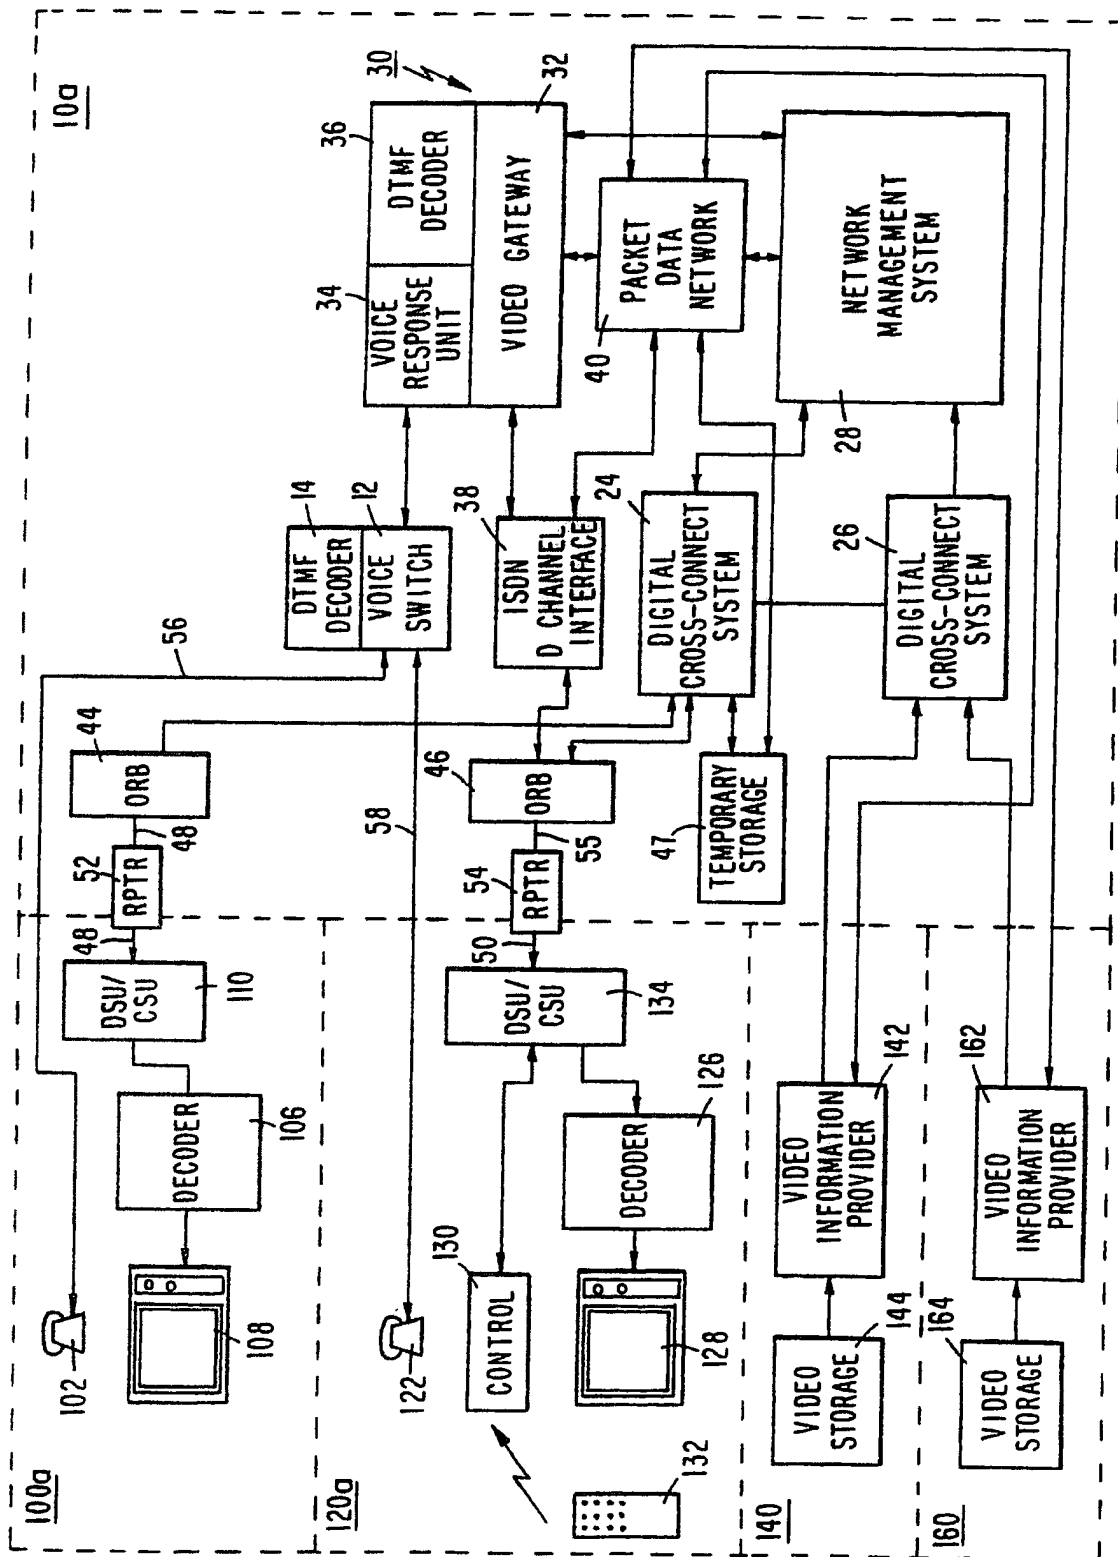 10a
100a
102
108
DECODER
106
DSU/
CSU
110
48
RPTR
52
48
ORB
44
56
DTMF
DECODER
14
VOICE
SWITCH
12
VOICE
RESPONSE
UNIT
34
DTMF
DECODER
36
30
VIDEO GATEWAY
32
120a
122
58
CONTROL
130
132
128
DECODER
126
DSU/
CSU
134
50
RPTR
54
55
ORB
46
ISDN
D CHANNEL
INTERFACE
38
PACKET
DATA
NETWORK
40
TEMPORARY
STORAGE
47
DIGITAL
CROSS-CONNECT
SYSTEM
24
NETWORK
MANAGEMENT
SYSTEM
28
DIGITAL
CROSS-CONNECT
SYSTEM
26
140
VIDEO
STORAGE
144
VIDEO
INFORMATION
PROVIDER
142
160
VIDEO
STORAGE
164
VIDEO
INFORMATION
PROVIDER
162